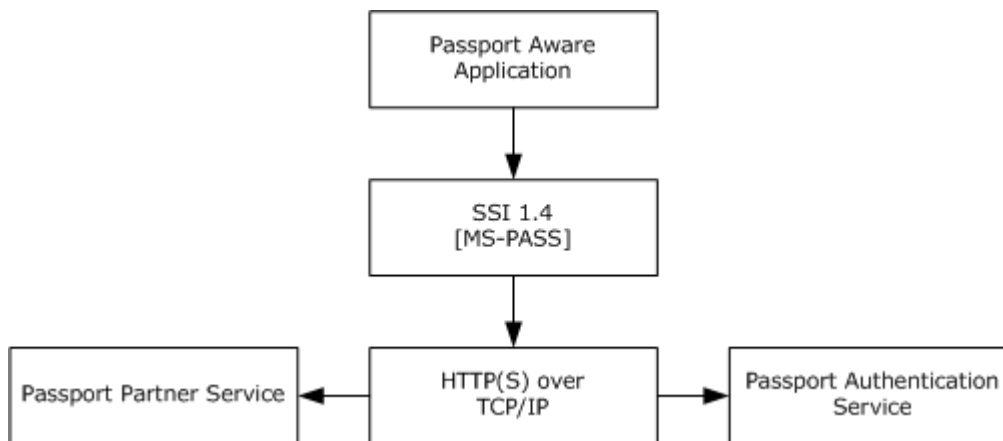 Passport Aware
Application
SSI 1.4
[MS-PASS]
Passport Partner Service
HTTP(S) over
TCP/IP
Passport Authentication
Service